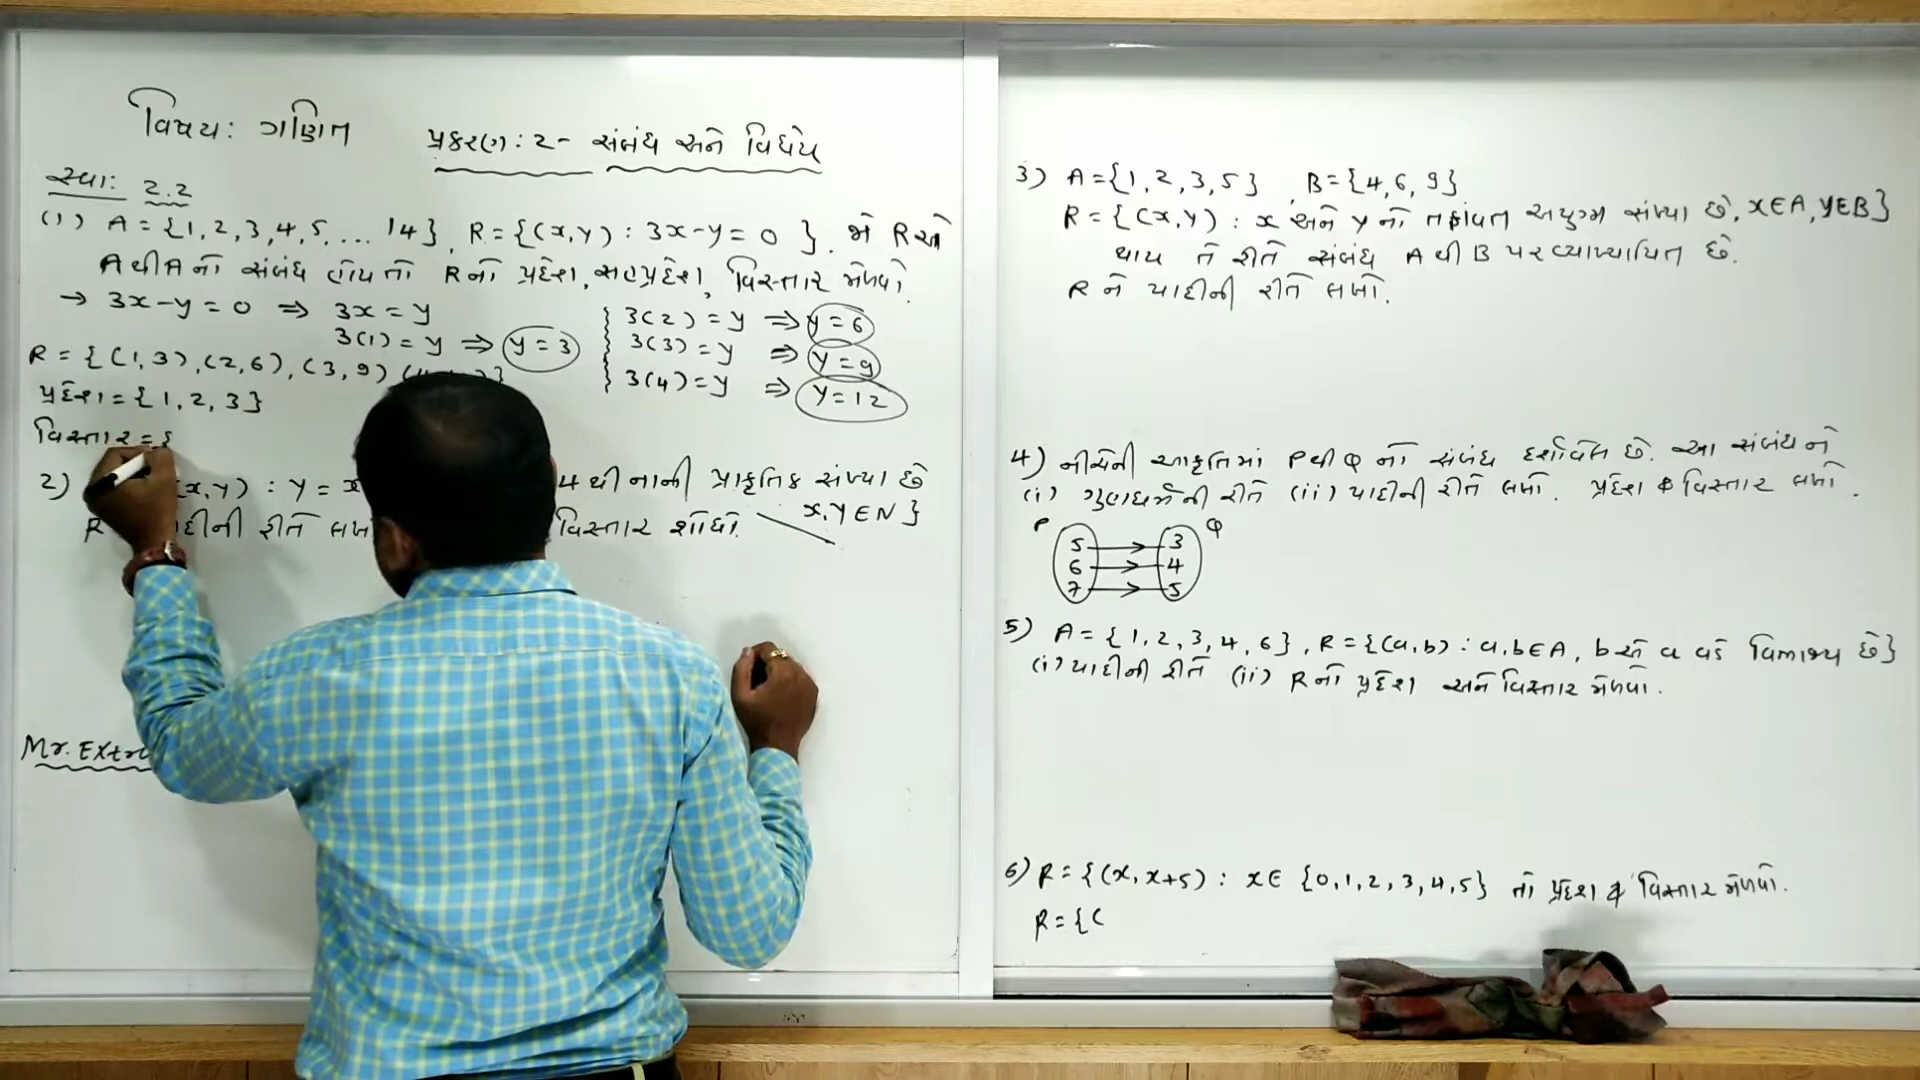 વિષય: ગણિત
પ્રકરણ: 2- સંબંધ અને વિધેય
સ્વા: 2.2
(1) A = {1, 2, 3, 4, 5, ... 14}, R = {(x,y) : 3x-y = 0 }. જો R એ
A થી A નો સંબંધ હોય તો R નો પ્રદેશ, સહપ્રદેશ, વિસ્તાર મેળવો.
→ 3x-y=0 ⇒ 3x = y
3(1) = y ⇒ y = 3
3(2) = y ⇒ y = 6
3(3) = y ⇒ y = 9
3(4) = y ⇒ y = 12
R = { (1,3), (2,6), (3,9)
પ્રદેશ = { 1, 2, 3 }
વિસ્તાર = {
2) x,y) : y = x 4 થી નાની પ્રાકૃતિક સંખ્યા છે
x,y ∈ N }
R રીતે વિસ્તાર શોધો.
Mr. Extr
3) A = {1, 2, 3, 5} , B = {4, 6, 9}
R = { (x,y) : x અને y નો તફાવત અયુગ્મ સંખ્યા છે, x∈A, y∈B}
થાય તે રીતે સંબંધ A થી B પર વ્યાખ્યાયિત છે.
R ને યાદીની રીતે લખો.
4) નીચેની આકૃતિમાં P થી Q નો સંબંધ દર્શાવેલ છે. આ સંબંધ ને
(i) ગુણધર્મની રીતે (ii) યાદીની રીતે લખો. પ્રદેશ & વિસ્તાર લખો.
P Q
5 → 3
6 → 4
7 → 5
5) A = { 1, 2, 3, 4, 6 }, R = {(a,b) : a,b∈A, b એ a વડે વિભાજ્ય છે}
(i) યાદીની રીતે (ii) R નો પ્રદેશ અને વિસ્તાર મેળવો.
6) R = {(x, x+5) : x ∈ {0, 1, 2, 3, 4, 5} તો પ્રદેશ & વિસ્તાર મેળવો.
R = { (